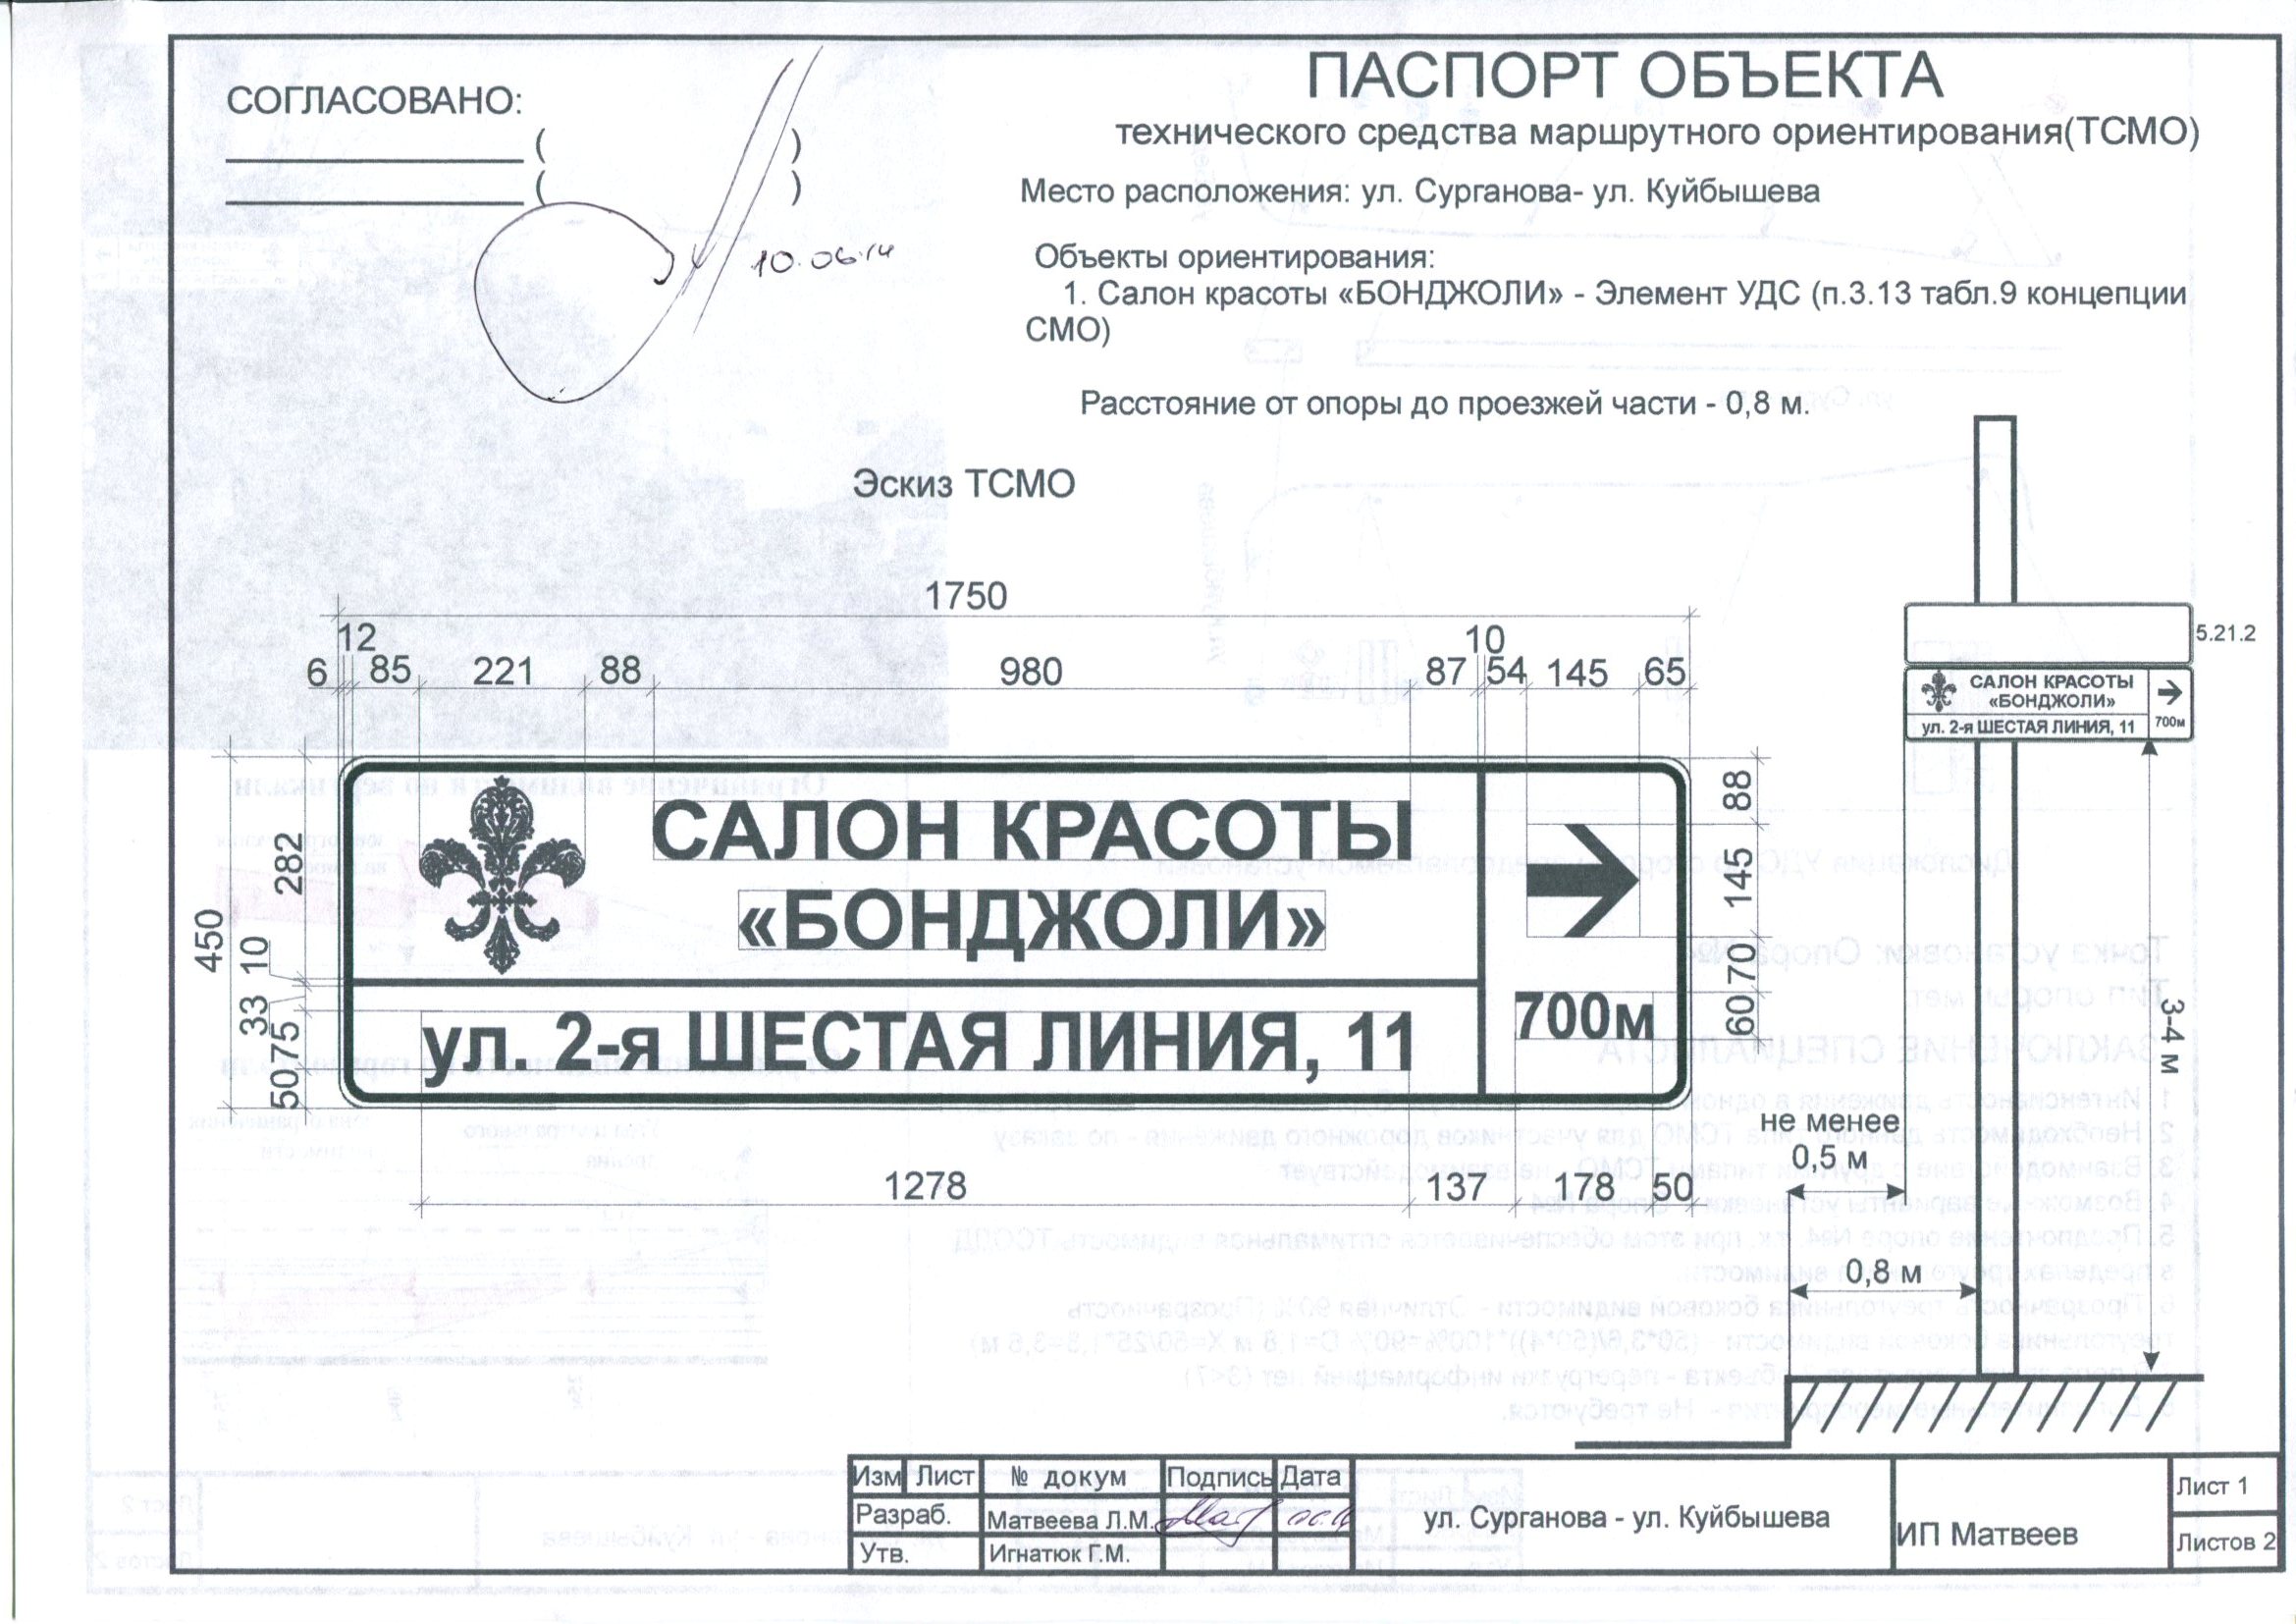 СОГЛАСОВАНО:
( )
( )
10.06.14
ПАСПОРТ ОБЪЕКТА
технического средства маршрутного ориентирования(ТСМО)
Место расположения: ул. Сурганова- ул. Куйбышева
Объекты ориентирования:
1. Салон красоты «БОНДЖОЛИ» - Элемент УДС (п.3.13 табл.9 концепции
СМО)
Расстояние от опоры до проезжей части - 0,8 м.
Эскиз ТСМО
1750
12
10
6 85 221 88 980 87 54 145 65
САЛОН КРАСОТЫ
«БОНДЖОЛИ»
ул. 2-я ШЕСТАЯ ЛИНИЯ, 11
700м
450
282
10
33
75
50
88
145
70
60
1278 137 178 50
5.21.2
САЛОН КРАСОТЫ
«БОНДЖОЛИ»
ул. 2-я ШЕСТАЯ ЛИНИЯ, 11
700м
3-4 м
не менее
0,5 м
0,8 м
Изм Лист № докум Подпись Дата
Разраб. Матвеева Л.М.
Утв. Игнатюк Г.М.
ул. Сурганова - ул. Куйбышева
ИП Матвеев
Лист 1
Листов 2